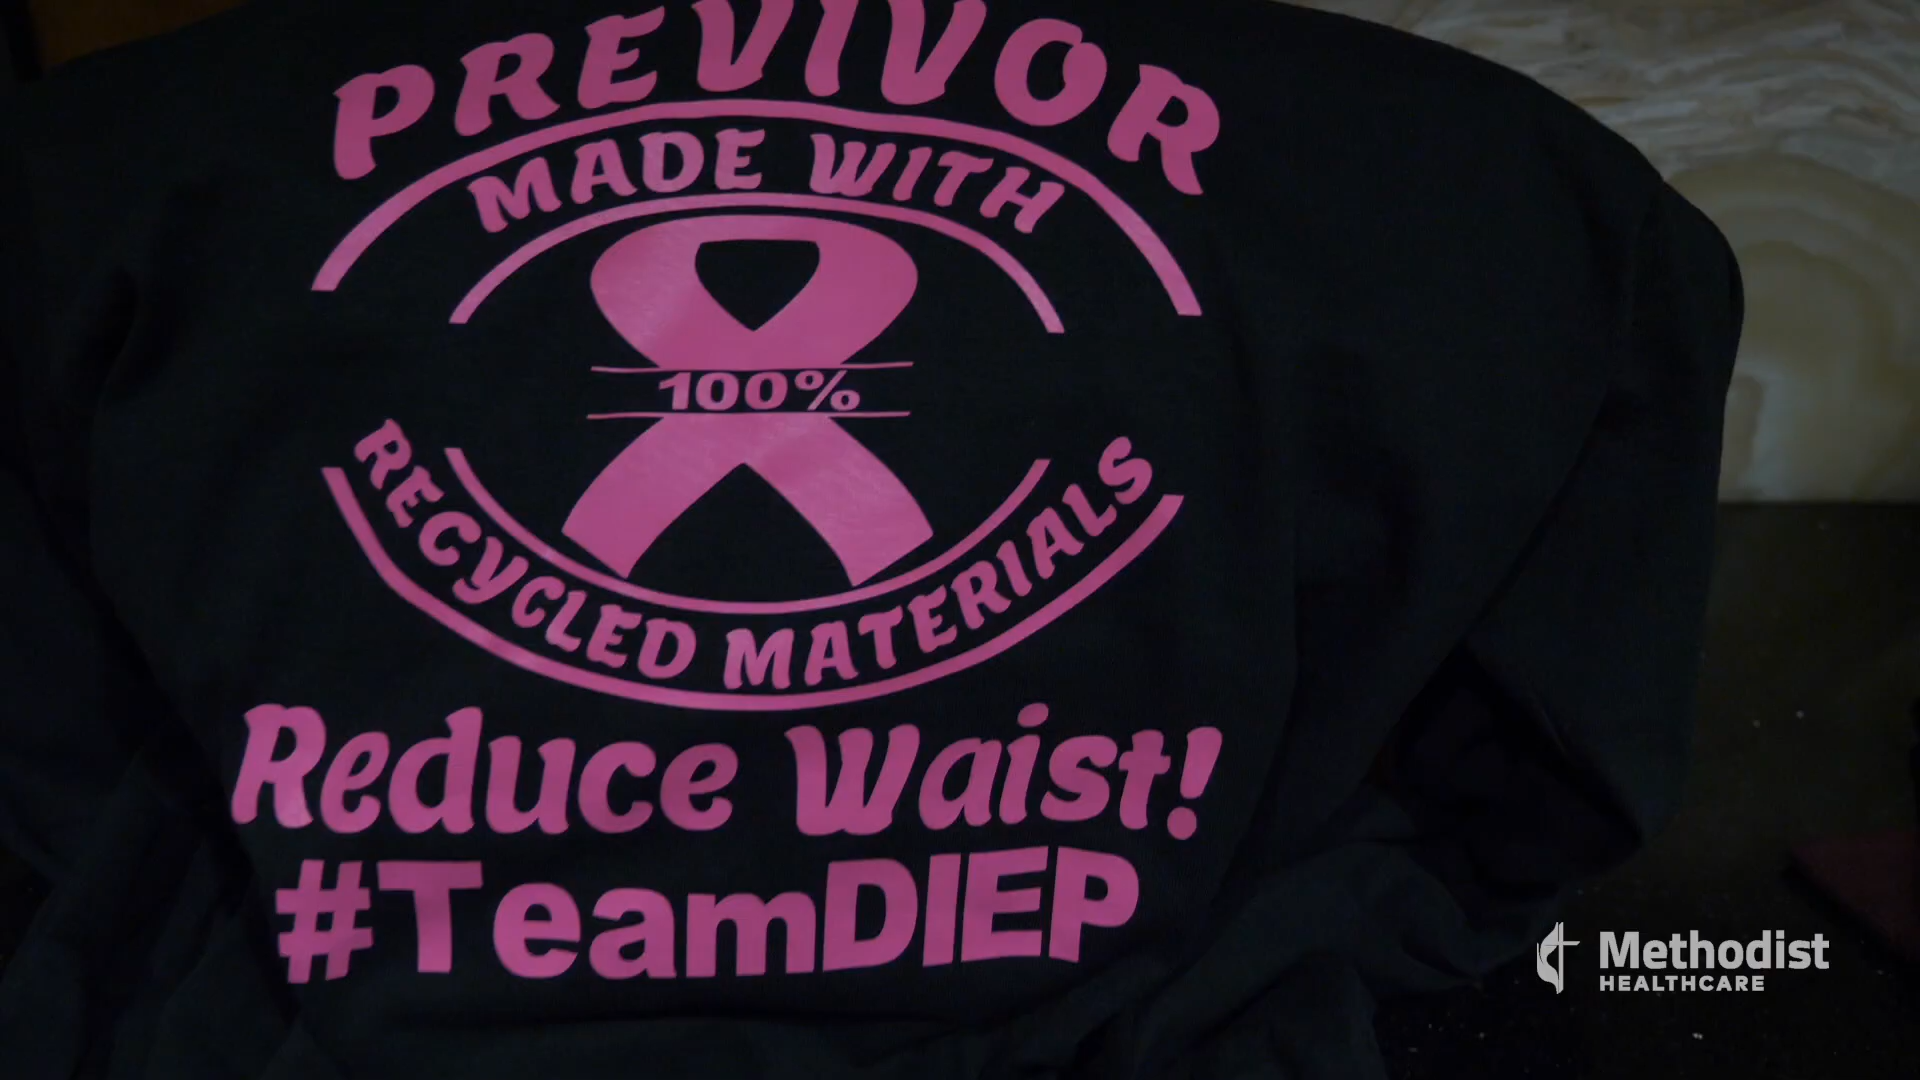 PREVIVOR
MADE WITH
100%
RECYCLED MATERIALS
Reduce Waist!
#TeamDIEP
Methodist
HEALTHCARE